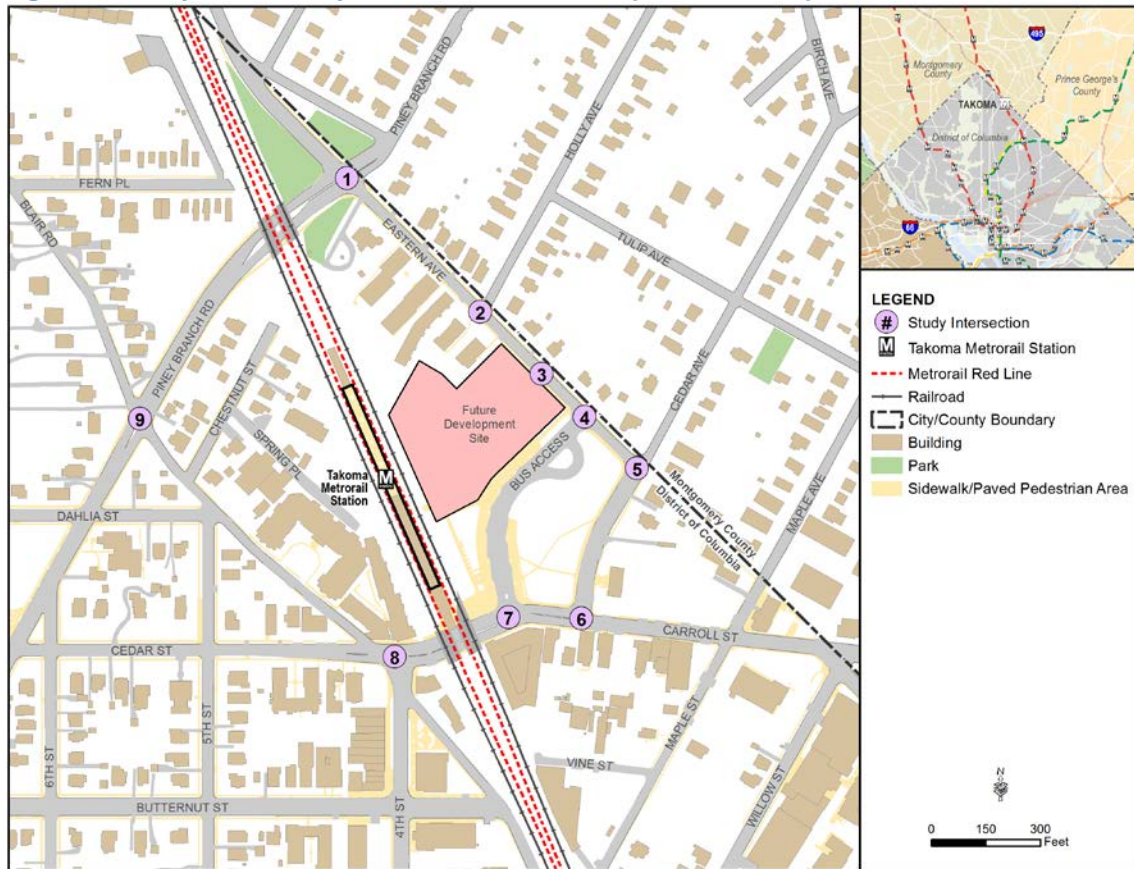 PINEY BRANCH RD
BIRCH AVE
HOLLY AVE
FERN PL
BLAIR RD
1
EASTERN AVE
TULIP AVE
2
PINEY BRANCH RD
3
CHESTNUT ST
CEDAR AVE
9
Future
Development
Site
4
SPRING PL
BUS ACCESS
5
Takoma
Metrorail
Station
M
MAPLE AVE
Montgomery County
District of Columbia
DAHLIA ST
7
6
CARROLL ST
CEDAR ST
8
MAPLE ST
5TH ST
6TH ST
VINE ST
WILLOW ST
BUTTERNUT ST
4TH ST
495
Montgomery
County
Prince George's
County
TAKOMA
District of Columbia
66
LEGEND
# Study Intersection
M Takoma Metrorail Station
Metrorail Red Line
Railroad
City/County Boundary
Building
Park
Sidewalk/Paved Pedestrian Area
N
0 150 300
Feet